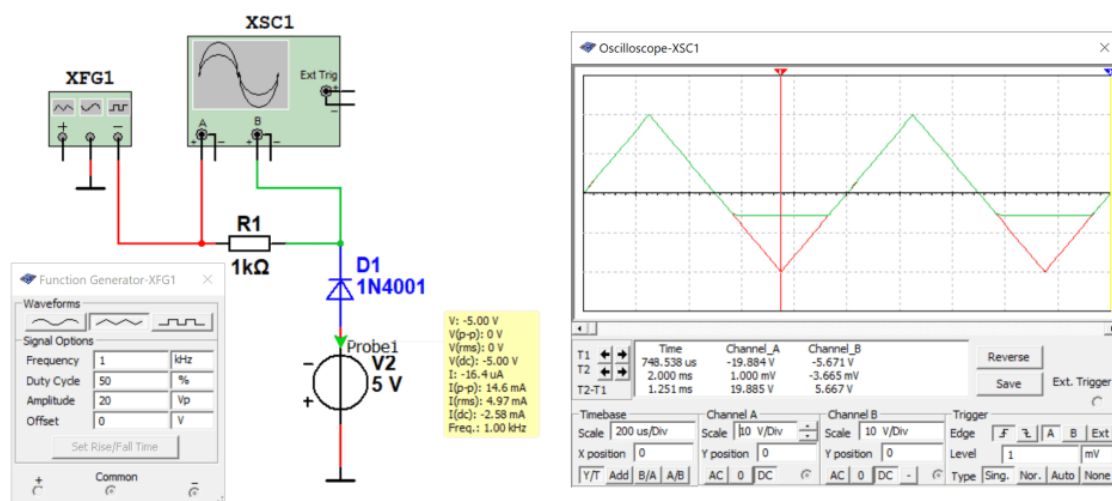 XSC1
XFG1
Ext Trig
+
−
A
B
+
−
+
−
+
−
R1
1kΩ
D1
1N4001
Probe1
V2
5 V
−
+
V: -5.00 V
V(p-p): 0 V
V(rms): 0 V
V(dc): -5.00 V
I: -16.4 uA
I(p-p): 14.6 mA
I(rms): 4.97 mA
I(dc): -2.58 mA
Freq.: 1.00 kHz
Function Generator-XFG1
Waveforms
Signal Options
Frequency 1 kHz
Duty Cycle 50 %
Amplitude 20 Vp
Offset 0 V
Set Rise/Fall Time
+ Common −
Oscilloscope-XSC1
Time Channel_A Channel_B
T1 748.538 us -19.884 V -5.671 V
T2 2.000 ms 1.000 mV -3.665 mV
T2-T1 1.251 ms 19.885 V 5.667 V
Reverse
Save
Ext. Trigger
Timebase
Scale 200 us/Div
X position 0
Y/T Add B/A A/B
Channel A
Scale 10 V/Div
Y position 0
AC 0 DC
Channel B
Scale 10 V/Div
Y position 0
AC 0 DC -
Trigger
Edge A B Ext
Level 1 mV
Type Sing. Nor. Auto None